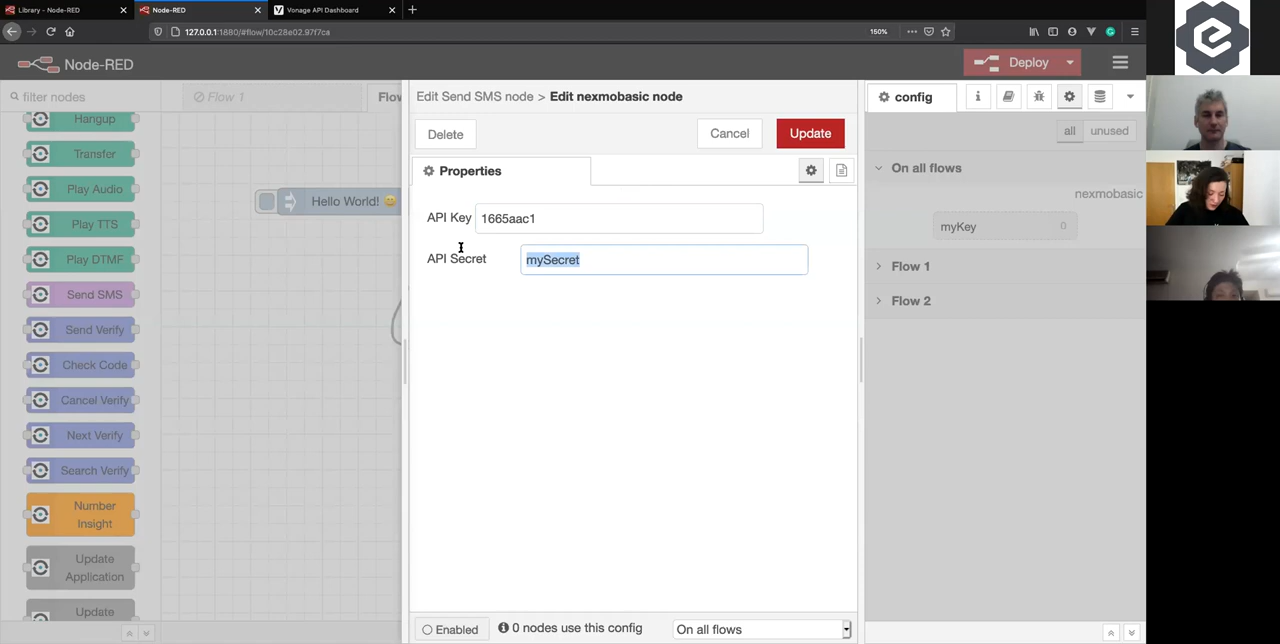 Library - Node-RED
Node-RED
Vonage API Dashboard
127.0.0.1:1880/#flow/10c28e02.97f7ca
150%
Node-RED
Deploy
filter nodes
Flow 1
Flow
Hangup
Transfer
Play Audio
Play TTS
Play DTMF
Send SMS
Send Verify
Check Code
Cancel Verify
Next Verify
Search Verify
Number
Insight
Update
Application
Update
Hello World!
Edit Send SMS node > Edit nexmobasic node
Delete
Cancel
Update
Properties
API Key
1665aac1
API Secret
mySecret
Enabled
0 nodes use this config
On all flows
config
all
unused
On all flows
nexmobasic
myKey
0
Flow 1
Flow 2